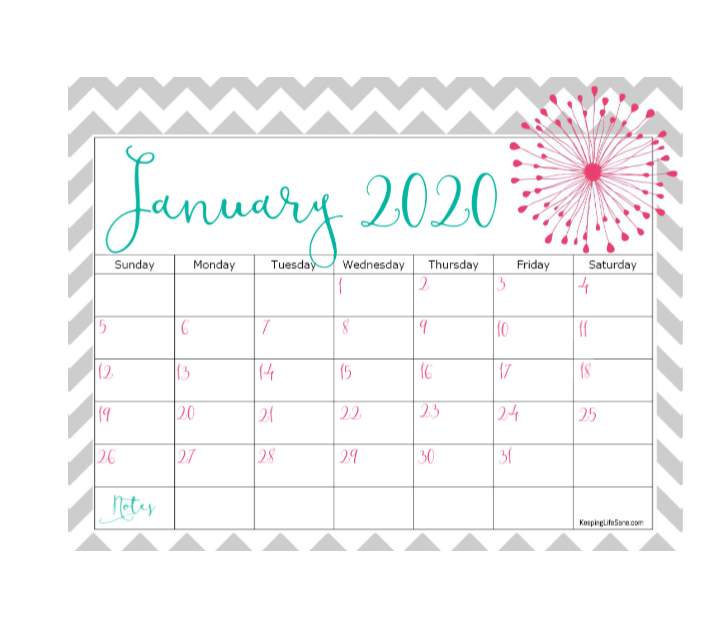 January 2020
Sunday Monday Tuesday Wednesday Thursday Friday Saturday
1 2 3 4
5 6 7 8 9 10 11
12 13 14 15 16 17 18
19 20 21 22 23 24 25
26 27 28 29 30 31
Notes
KeepingLifeSane.com